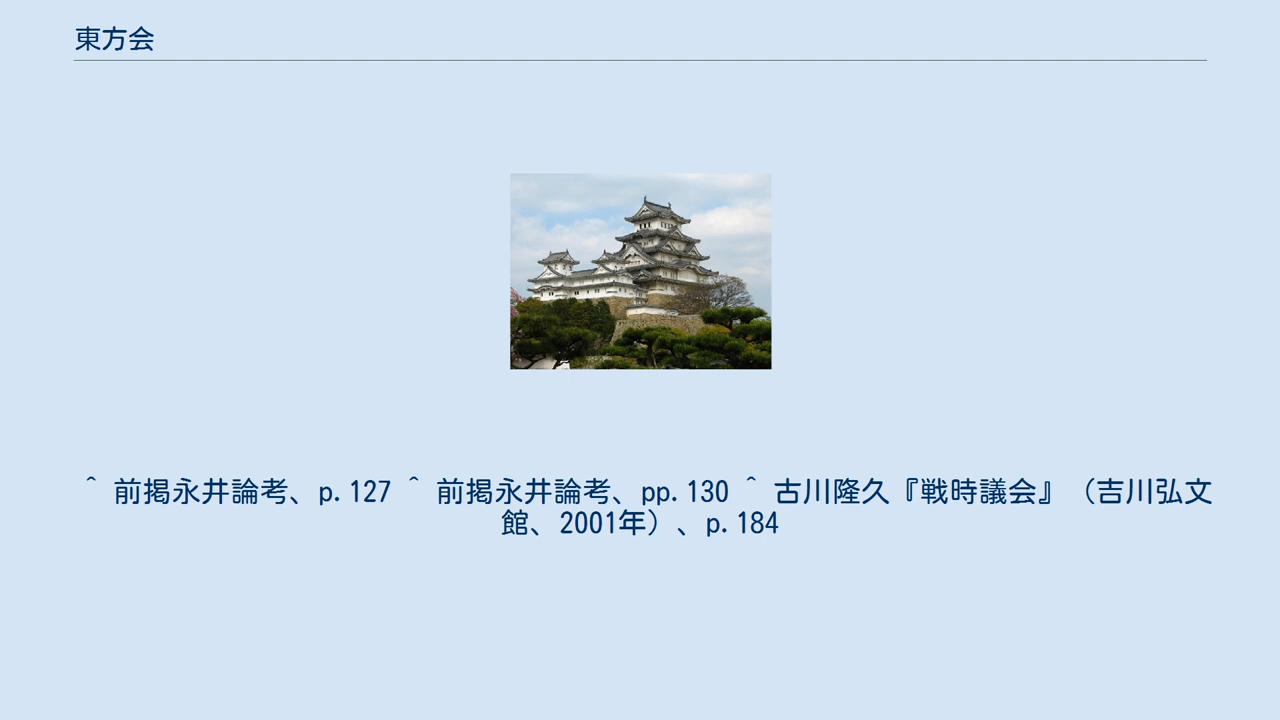 東方会
^ 前掲永井論考、p.127 ^ 前掲永井論考、pp.130 ^ 古川隆久『戦時議会』（吉川弘文
館、2001年）、p.184